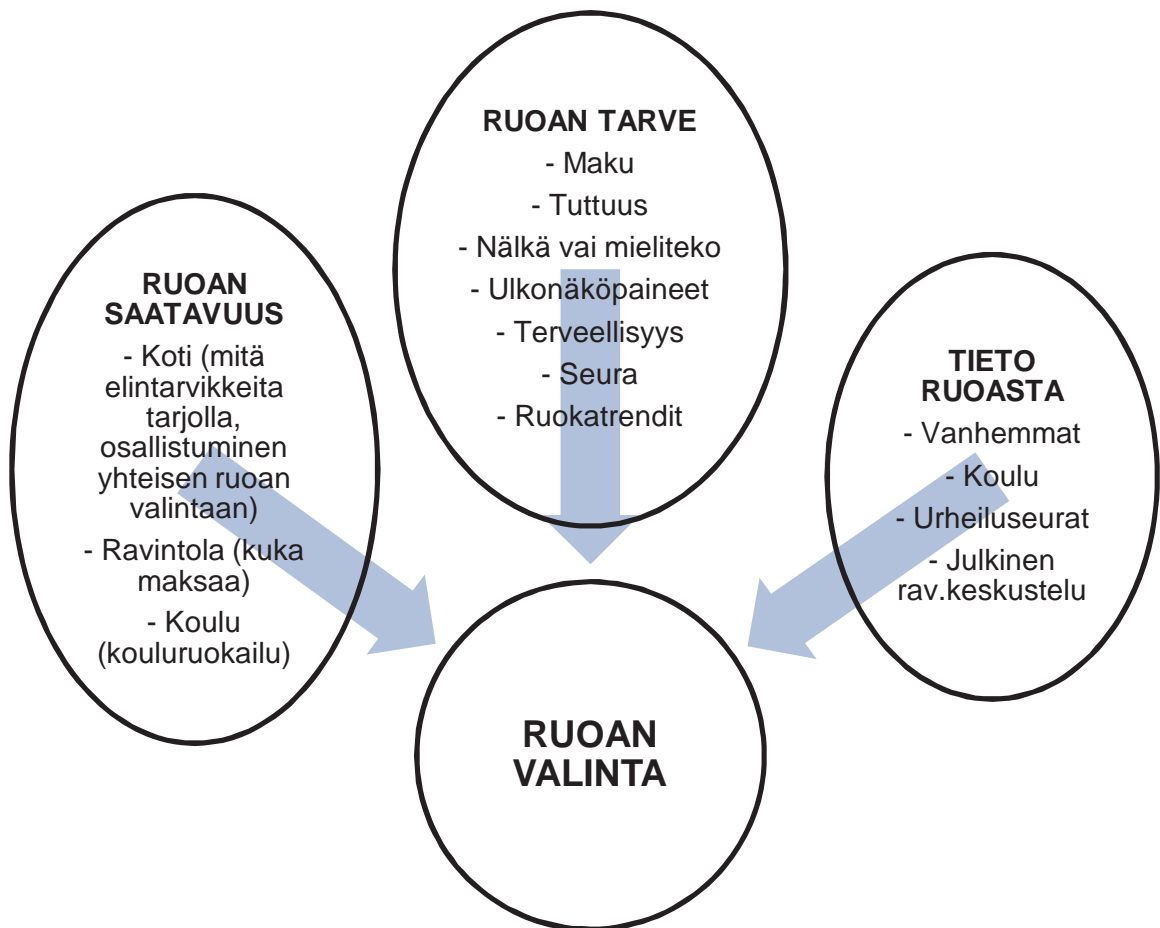 RUOAN
SAATAVUUS
- Koti (mitä
elintarvikkeita
tarjolla,
osallistuminen
yhteisen ruoan
valintaan)
- Ravintola (kuka
maksaa)
- Koulu
(kouluruokailu)
RUOAN TARVE
- Maku
- Tuttuus
- Nälkä vai mieliteko
- Ulkonäköpaineet
- Terveellisyys
- Seura
- Ruokatrendit
TIETO
RUOASTA
- Vanhemmat
- Koulu
- Urheiluseurat
- Julkinen
rav.keskustelu
RUOAN
VALINTA